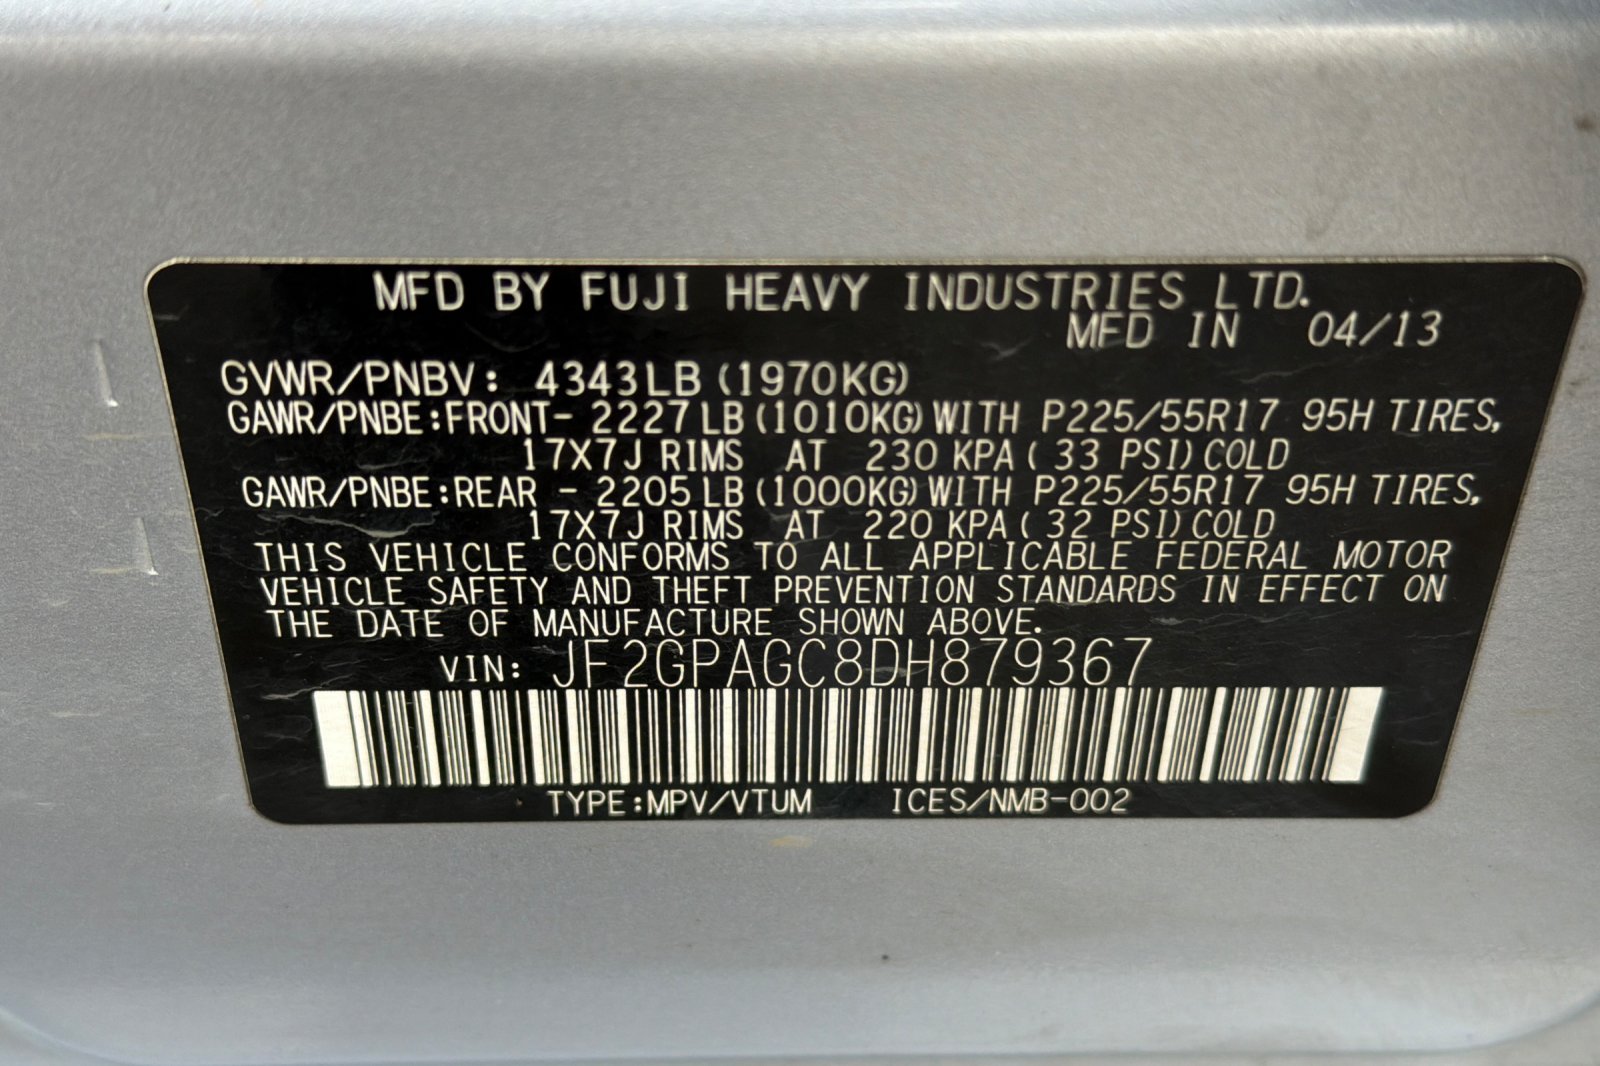 MFD BY FUJI HEAVY INDUSTRIES LTD.
MFD IN 04/13
GVWR/PNBV: 4343LB (1970KG)
GAWR/PNBE:FRONT- 2227LB (1010KG) WITH P225/55R17 95H TIRES,
17X7J RIMS AT 230 KPA ( 33 PSI) COLD
GAWR/PNBE:REAR - 2205LB (1000KG) WITH P225/55R17 95H TIRES,
17X7J RIMS AT 220 KPA ( 32 PSI) COLD
THIS VEHICLE CONFORMS TO ALL APPLICABLE FEDERAL MOTOR
VEHICLE SAFETY AND THEFT PREVENTION STANDARDS IN EFFECT ON
THE DATE OF MANUFACTURE SHOWN ABOVE.
VIN: JF2GPAGC8DH879367
TYPE:MPV/VTUM ICES/NMB-002